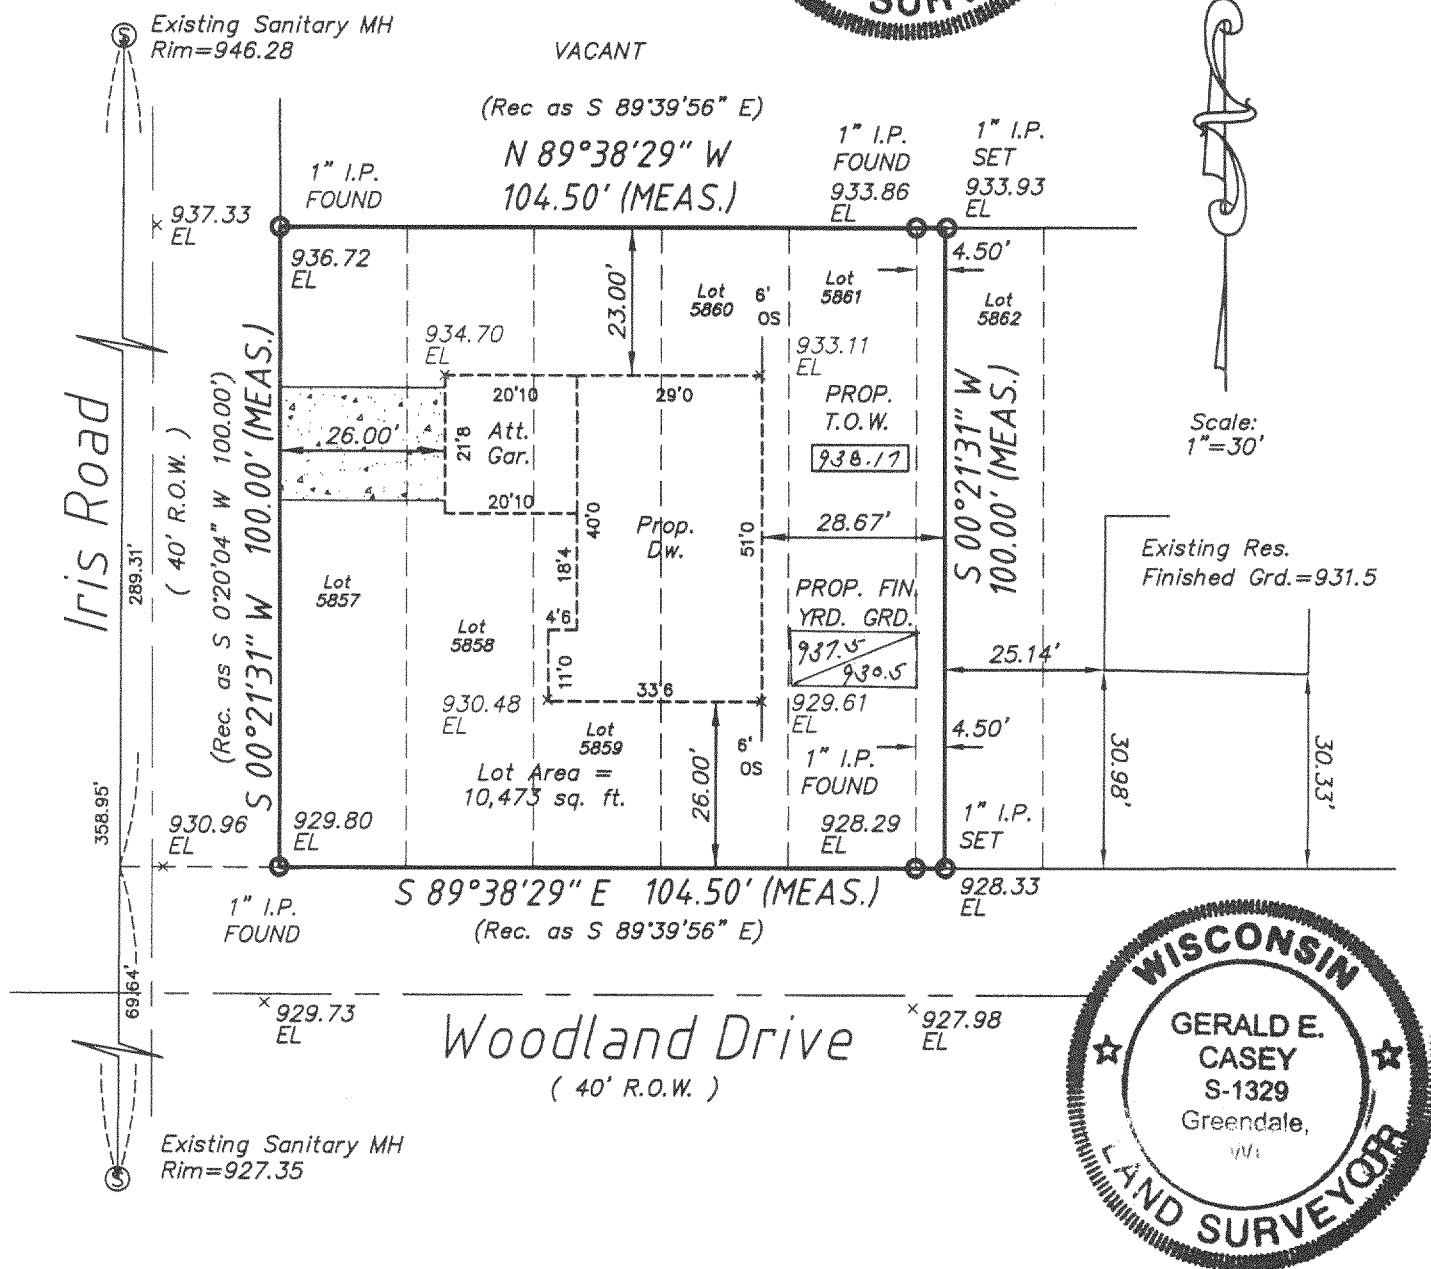 SURV
Existing Sanitary MH
Rim=946.28
VACANT
(Rec as S 89°39'56" E)
N 89°38'29" W
104.50' (MEAS.)
1" I.P.
FOUND
1" I.P.
FOUND
933.86
EL
1" I.P.
SET
933.93
EL
937.33
EL
936.72
EL
4.50'
23.00'
Lot
5860
6'
OS
Lot
5861
Lot
5862
934.70
EL
933.11
EL
20'10
29'0
PROP.
T.O.W.
938.17
Scale:
1"=30'
26.00'
21'8
Att.
Gar.
20'10
40'0
Prop.
Dw.
51'0
28.67'
S 00°21'31" W
100.00' (MEAS.)
Iris Road
289.31'
( 40' R.O.W. )
(Rec. as S 0°20'04" W 100.00')
S 00°21'31" W 100.00' (MEAS.)
Existing Res.
Finished Grd.=931.5
18'4
Lot
5857
4'6
Lot
5858
PROP. FIN.
YRD. GRD.
937.5
930.5
25.14'
11'0
33'6
930.48
EL
929.61
EL
Lot
5859
6'
OS
4.50'
Lot Area =
10,473 sq. ft.
26.00'
1" I.P.
FOUND
30.98'
30.33'
358.95'
930.96
EL
929.80
EL
928.29
EL
1" I.P.
SET
928.33
EL
S 89°38'29" E 104.50' (MEAS.)
(Rec. as S 89°39'56" E)
1" I.P.
FOUND
69.64'
929.73
EL
Woodland Drive
( 40' R.O.W. )
927.98
EL
Existing Sanitary MH
Rim=927.35
S
S
WISCONSIN
GERALD E.
CASEY
S-1329
Greendale,
WI
LAND SURVEYOR